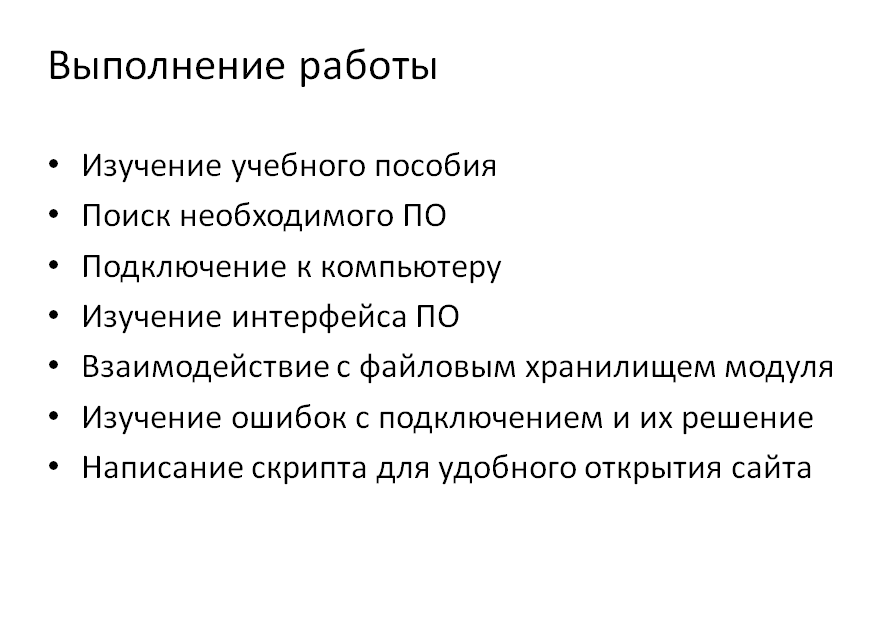 Выполнение работы
• Изучение учебного пособия
• Поиск необходимого ПО
• Подключение к компьютеру
• Изучение интерфейса ПО
• Взаимодействие с файловым хранилищем модуля
• Изучение ошибок с подключением и их решение
• Написание скрипта для удобного открытия сайта